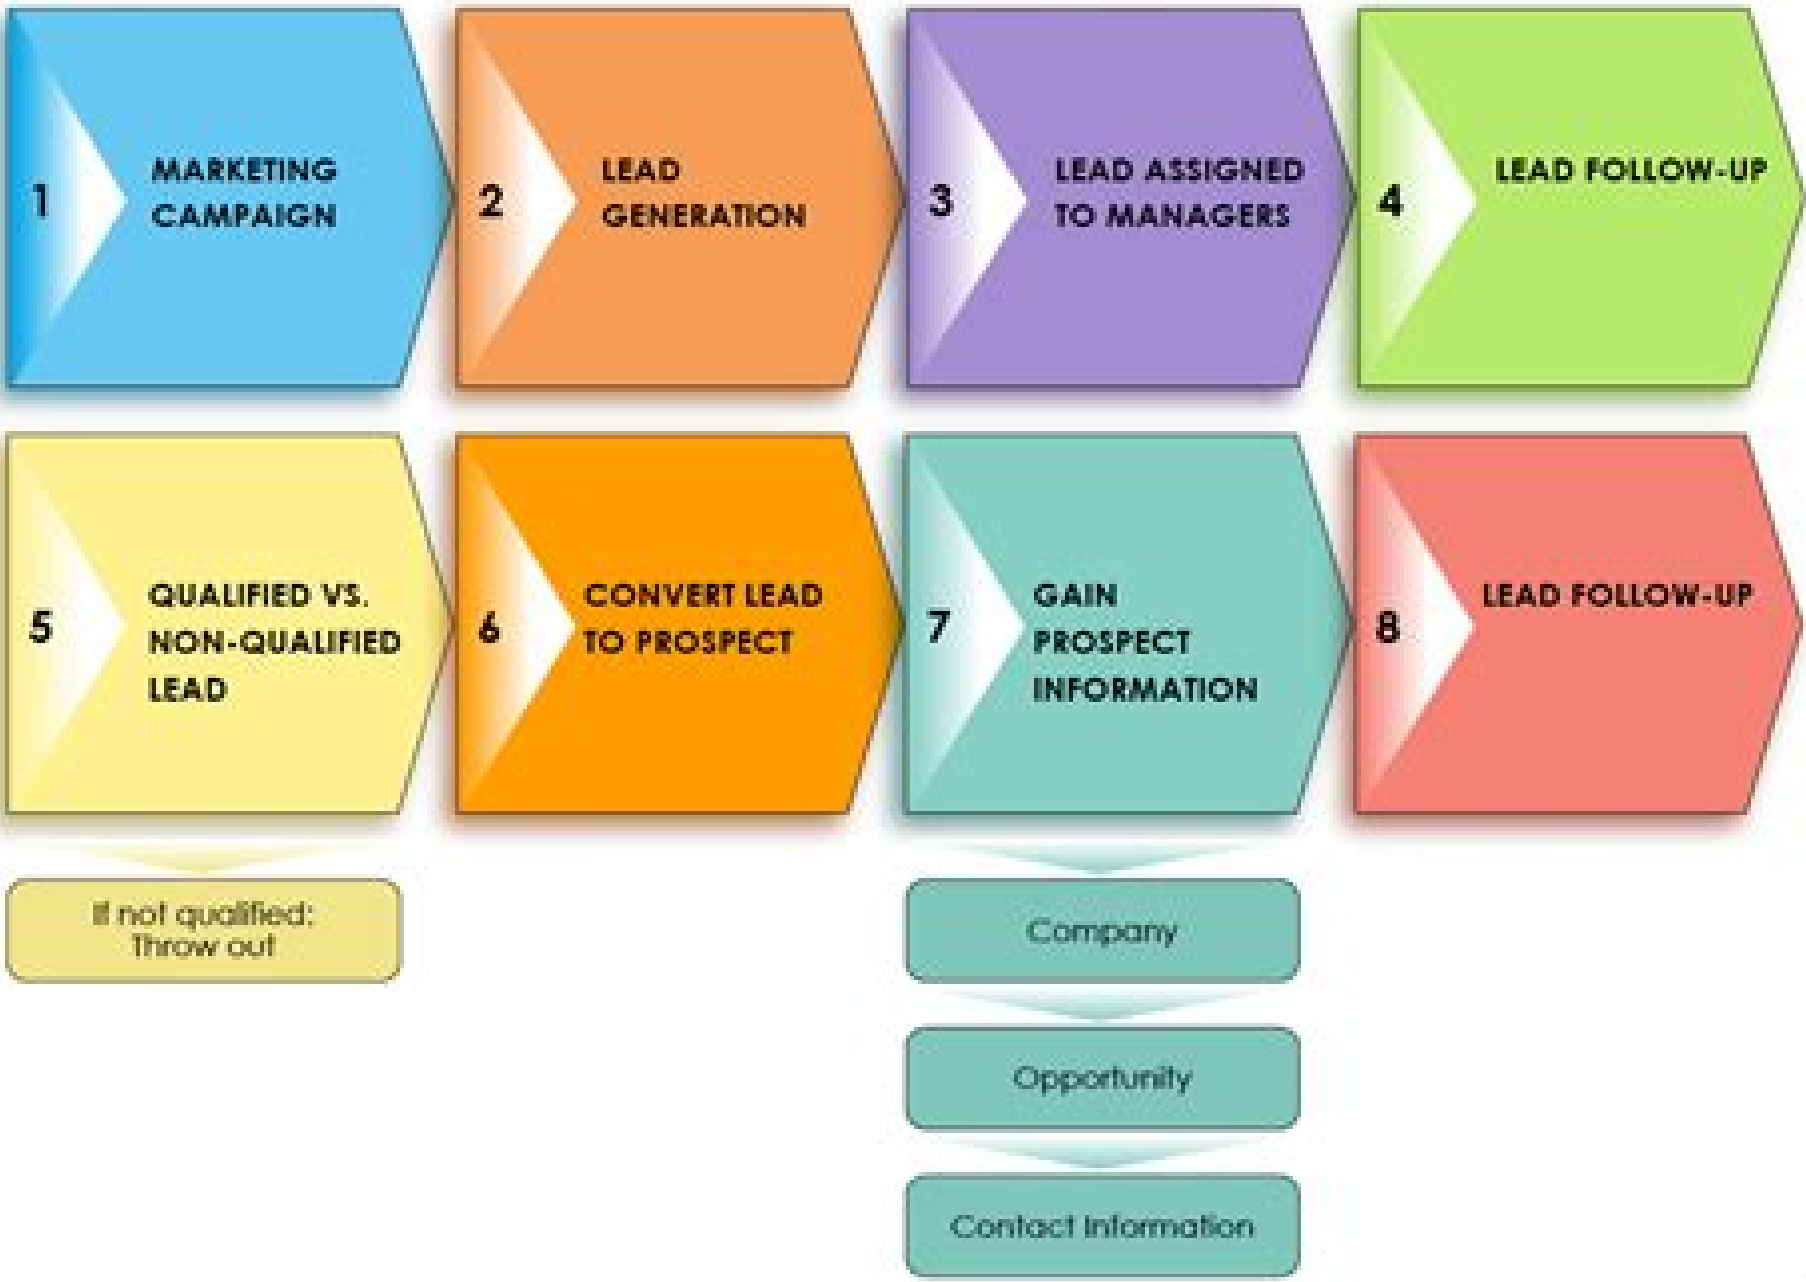 1
MARKETING
CAMPAIGN
2
LEAD
GENERATION
3
LEAD ASSIGNED
TO MANAGERS
4
LEAD FOLLOW-UP
5
QUALIFIED VS.
NON-QUALIFIED
LEAD
6
CONVERT LEAD
TO PROSPECT
7
GAIN
PROSPECT
INFORMATION
8
LEAD FOLLOW-UP
If not qualified:
Throw out
Company
Opportunity
Contact Information